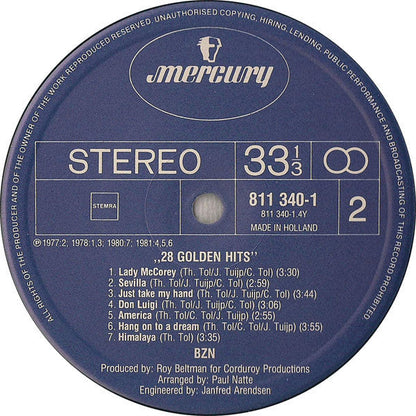 ALL RIGHTS OF THE PRODUCER AND OF THE OWNER OF THE WORK REPRODUCED RESERVED. UNAUTHORISED COPYING, HIRING, LENDING, PUBLIC PERFORMANCE AND BROADCASTING OF THIS RECORD PROHIBITED
mercury
STEREO
33 1/3
STEMRA
811 340-1
811 340-1.4Y
MADE IN HOLLAND
2
Ⓟ 1977:2; 1978:1,3; 1980:7; 1981:4,5,6
,,28 GOLDEN HITS''
1. Lady McCorey (Th. Tol/J. Tuijp) (3:30)
2. Sevilla (Th. Tol/J. Tuijp/C. Tol) (2:59)
3. Just take my hand (Th. Tol/J. Tuijp/C. Tol) (3:44)
4. Don Luigi (Th. Tol/J. Tuijp/C. Tol) (3:06)
5. America (Th. Tol/C. Tol/J. Tuijp) (3:55)
6. Hang on to a dream (Th. Tol/C. Tol/J. Tuijp) (3:55)
7. Himalaya (Th. Tol/J. Tuijp/C. Tol) (3:39)
BZN
Produced by: Roy Beltman for Corduroy Productions
Arranged by: Paul Natte
Engineered by: Janfred Arendsen